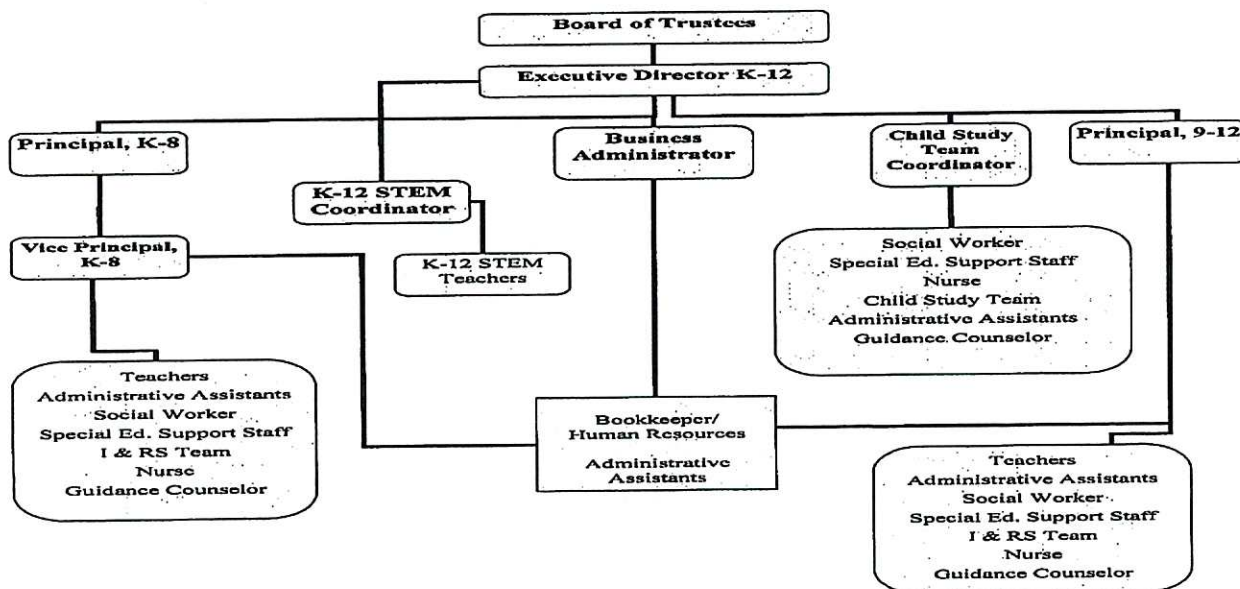 Board of Trustees
Executive Director K-12
Principal, K-8
Business
Administrator
Child Study
Team
Coordinator
Principal, 9-12
K-12 STEM
Coordinator
Vice Principal,
K-8
K-12 STEM
Teachers
Social Worker
Special Ed. Support Staff
Nurse
Child Study Team
Administrative Assistants
Guidance Counselor
Teachers
Administrative Assistants
Social Worker
Special Ed. Support Staff
I & RS Team
Nurse
Guidance Counselor
Bookkeeper/
Human Resources
Administrative
Assistants
Teachers
Administrative Assistants
Social Worker
Special Ed. Support Staff
I & RS Team
Nurse
Guidance Counselor